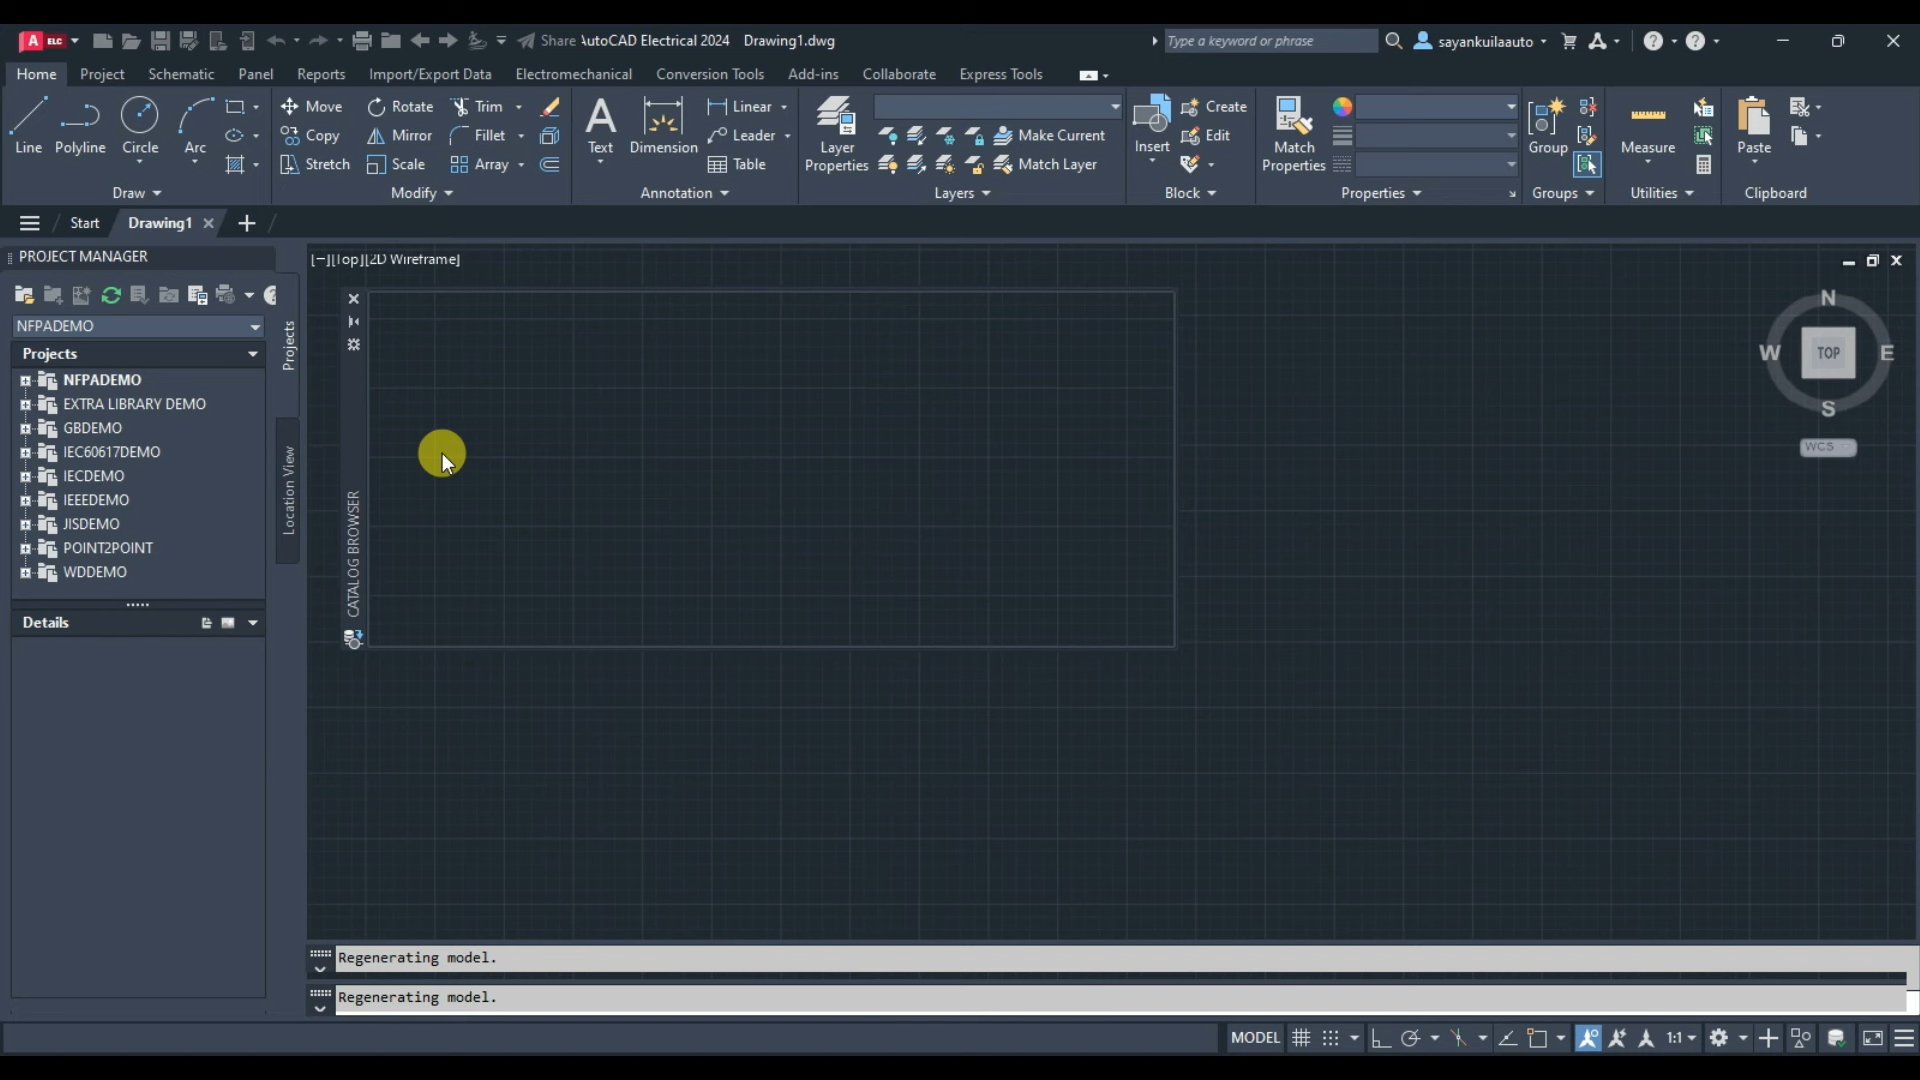 A ELC Share \utoCAD Electrical 2024 Drawing1.dwg Type a keyword or phrase sayankuilaauto
Home Project Schematic Panel Reports Import/Export Data Electromechanical Conversion Tools Add-ins Collaborate Express Tools
Move Rotate Trim Linear Create
Copy Mirror Fillet Leader Make Current Edit
Line Polyline Circle Arc Text Dimension Layer Properties Insert Match Properties Group Measure Paste
Stretch Scale Array Table Match Layer
Draw Modify Annotation Layers Block Properties Groups Utilities Clipboard
Start Drawing1
PROJECT MANAGER
[−][Top][2D Wireframe]
NFPADEMO
Projects
NFPADEMO
EXTRA LIBRARY DEMO
GBDEMO
IEC60617DEMO
IECDEMO
IEEEDEMO
JISDEMO
POINT2POINT
WDDEMO
Details
Projects
Location View
CATALOG BROWSER
N
W TOP E
S
WCS
Regenerating model.
Regenerating model.
MODEL 1:1